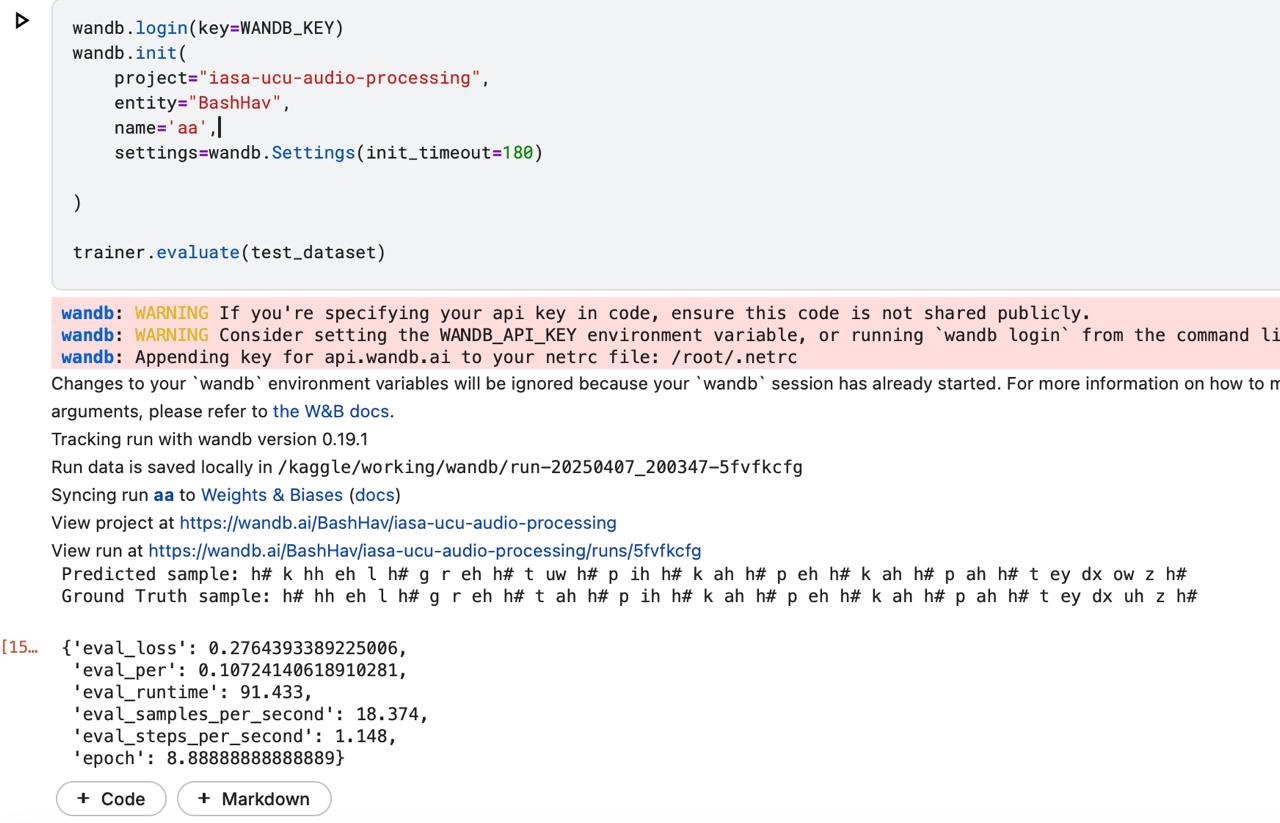 wandb.login(key=WANDB_KEY)
wandb.init(
    project="iasa-ucu-audio-processing",
    entity="BashHav",
    name='aa',
    settings=wandb.Settings(init_timeout=180)
)
trainer.evaluate(test_dataset)
wandb: WARNING If you're specifying your api key in code, ensure this code is not shared publicly.
wandb: WARNING Consider setting the WANDB_API_KEY environment variable, or running `wandb login` from the command li
wandb: Appending key for api.wandb.ai to your netrc file: /root/.netrc
Changes to your `wandb` environment variables will be ignored because your `wandb` session has already started. For more information on how to m
arguments, please refer to the W&B docs.
Tracking run with wandb version 0.19.1
Run data is saved locally in /kaggle/working/wandb/run-20250407_200347-5fvfkcfg
Syncing run aa to Weights & Biases (docs)
View project at https://wandb.ai/BashHav/iasa-ucu-audio-processing
View run at https://wandb.ai/BashHav/iasa-ucu-audio-processing/runs/5fvfkcfg
Predicted sample: h# k hh eh l h# g r eh h# t uw h# p ih h# k ah h# p eh h# k ah h# p ah h# t ey dx ow z h#
Ground Truth sample: h# hh eh l h# g r eh h# t ah h# p ih h# k ah h# p eh h# k ah h# p ah h# t ey dx uh z h#
[15… {'eval_loss': 0.2764393389225006,
'eval_per': 0.10724140618910281,
'eval_runtime': 91.433,
'eval_samples_per_second': 18.374,
'eval_steps_per_second': 1.148,
'epoch': 8.88888888888889}
+ Code + Markdown